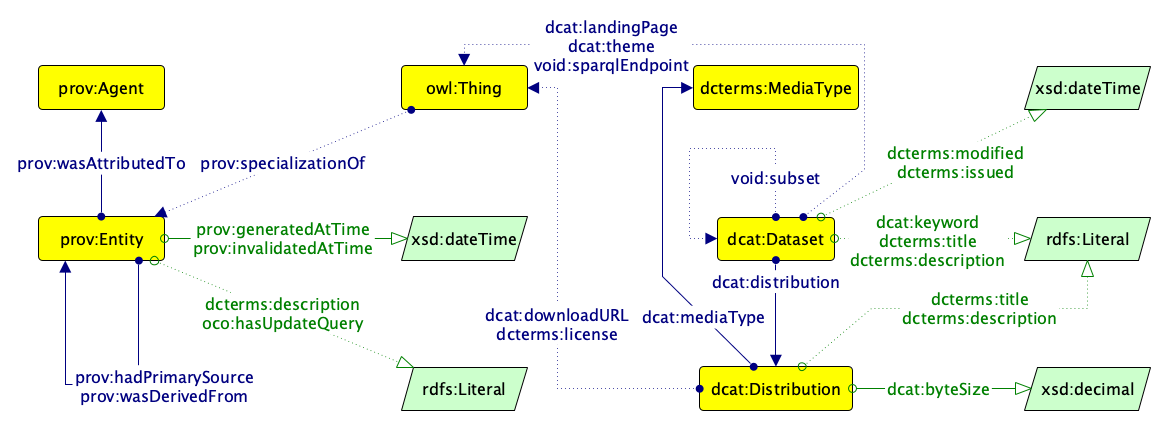 dcat:landingPage
dcat:theme
void:sparqlEndpoint
prov:Agent
owl:Thing
dcterms:MediaType
xsd:dateTime
prov:wasAttributedTo
prov:specializationOf
void:subset
dcterms:modified
dcterms:issued
prov:Entity
prov:generatedAtTime
prov:invalidatedAtTime
xsd:dateTime
dcat:Dataset
dcat:keyword
dcterms:title
dcterms:description
rdfs:Literal
dcterms:description
oco:hasUpdateQuery
dcat:downloadURL
dcterms:license
dcat:distribution
dcat:mediaType
dcterms:title
dcterms:description
prov:hadPrimarySource
prov:wasDerivedFrom
rdfs:Literal
dcat:Distribution
dcat:byteSize
xsd:decimal